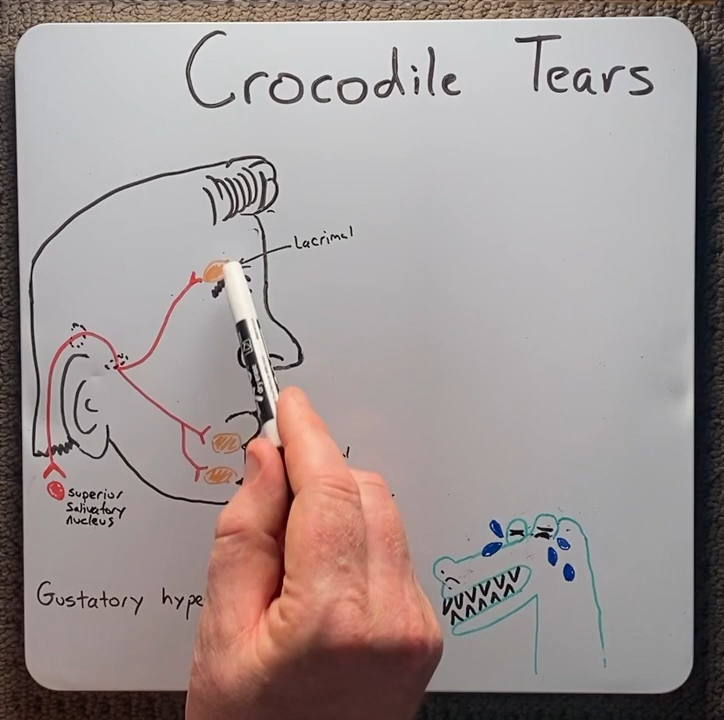 Crocodile Tears
Lacrimal
Superior
Salivatory
nucleus
Gustatory hype